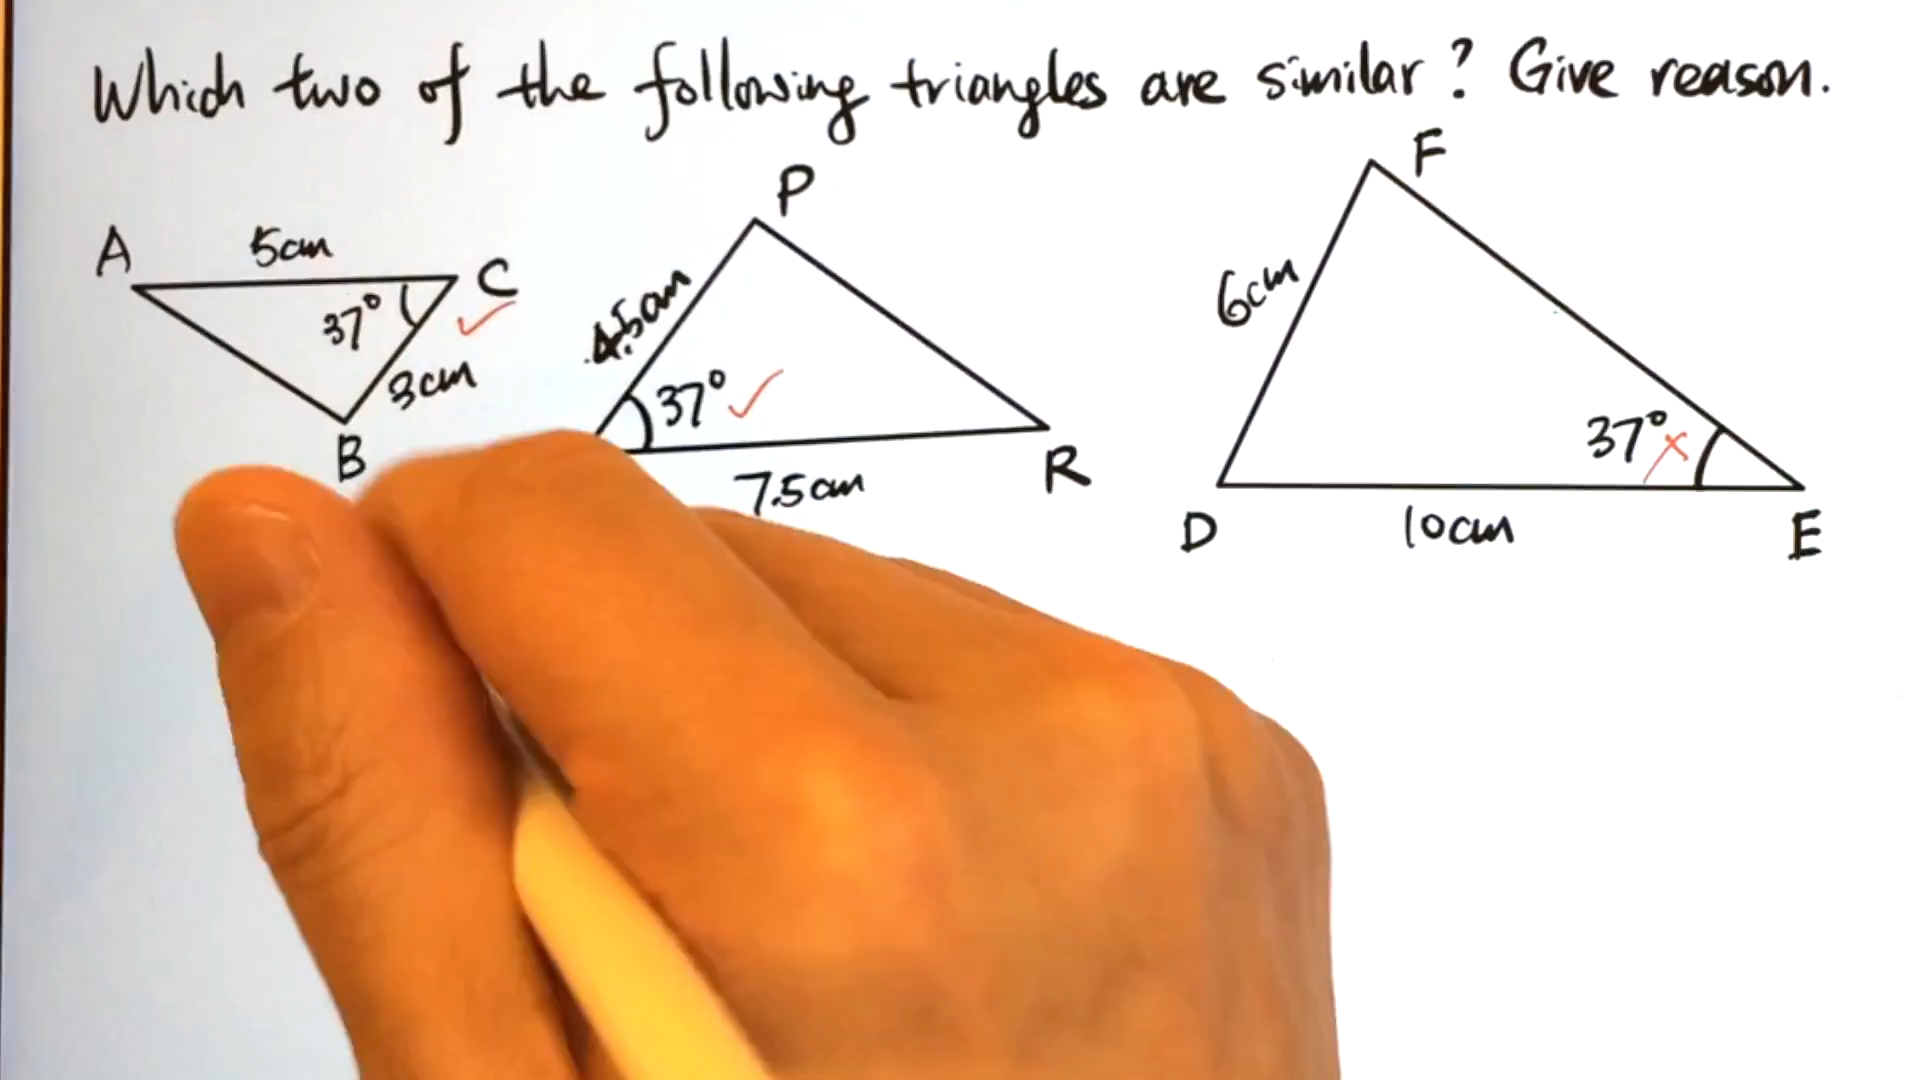 Which two of the following triangles are similar? Give reason.
A
5cm
C
37°
3cm
B
P
4.5cm
37°
R
7.5cm
F
6cm
37°
D
10cm
E